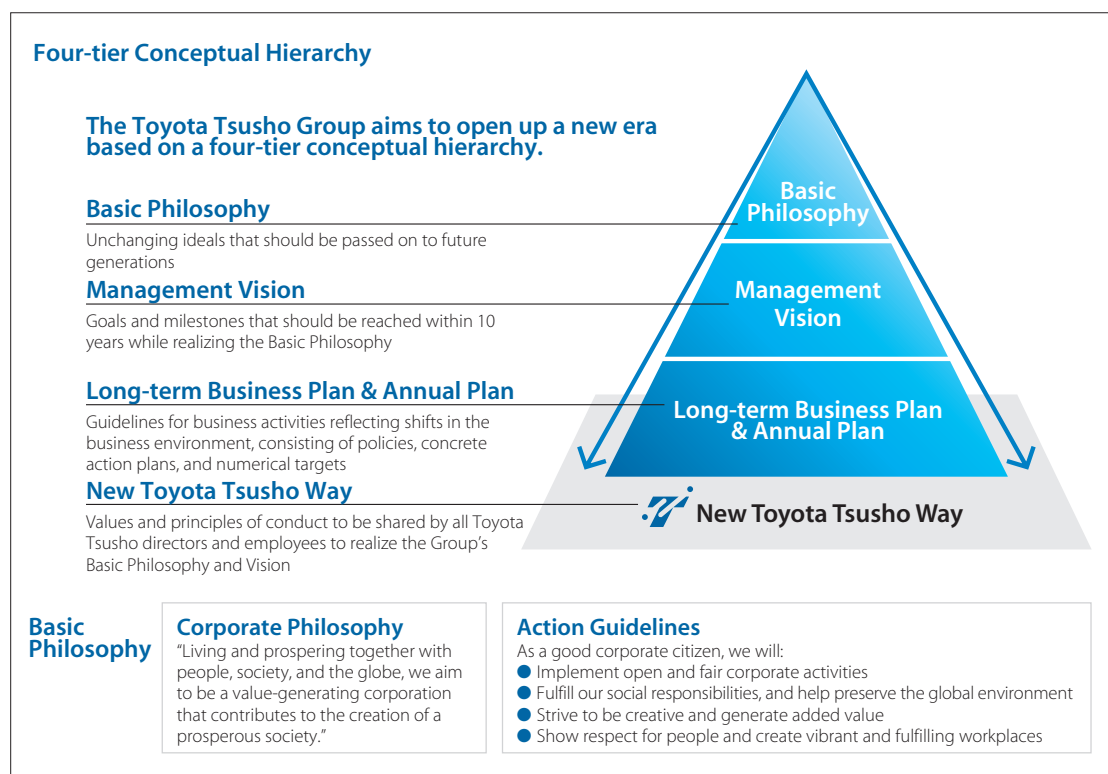 Four-tier Conceptual Hierarchy
The Toyota Tsusho Group aims to open up a new era
based on a four-tier conceptual hierarchy.
Basic Philosophy
Unchanging ideals that should be passed on to future
generations
Management Vision
Goals and milestones that should be reached within 10
years while realizing the Basic Philosophy
Long-term Business Plan & Annual Plan
Guidelines for business activities reflecting shifts in the
business environment, consisting of policies, concrete
action plans, and numerical targets
New Toyota Tsusho Way
Values and principles of conduct to be shared by all Toyota
Tsusho directors and employees to realize the Group's
Basic Philosophy and Vision
Basic
Philosophy
Management
Vision
Long-term Business Plan
& Annual Plan
New Toyota Tsusho Way
Basic
Philosophy
Corporate Philosophy
“Living and prospering together with
people, society, and the globe, we aim
to be a value-generating corporation
that contributes to the creation of a
prosperous society.”
Action Guidelines
As a good corporate citizen, we will:
● Implement open and fair corporate activities
● Fulfill our social responsibilities, and help preserve the global environment
● Strive to be creative and generate added value
● Show respect for people and create vibrant and fulfilling workplaces